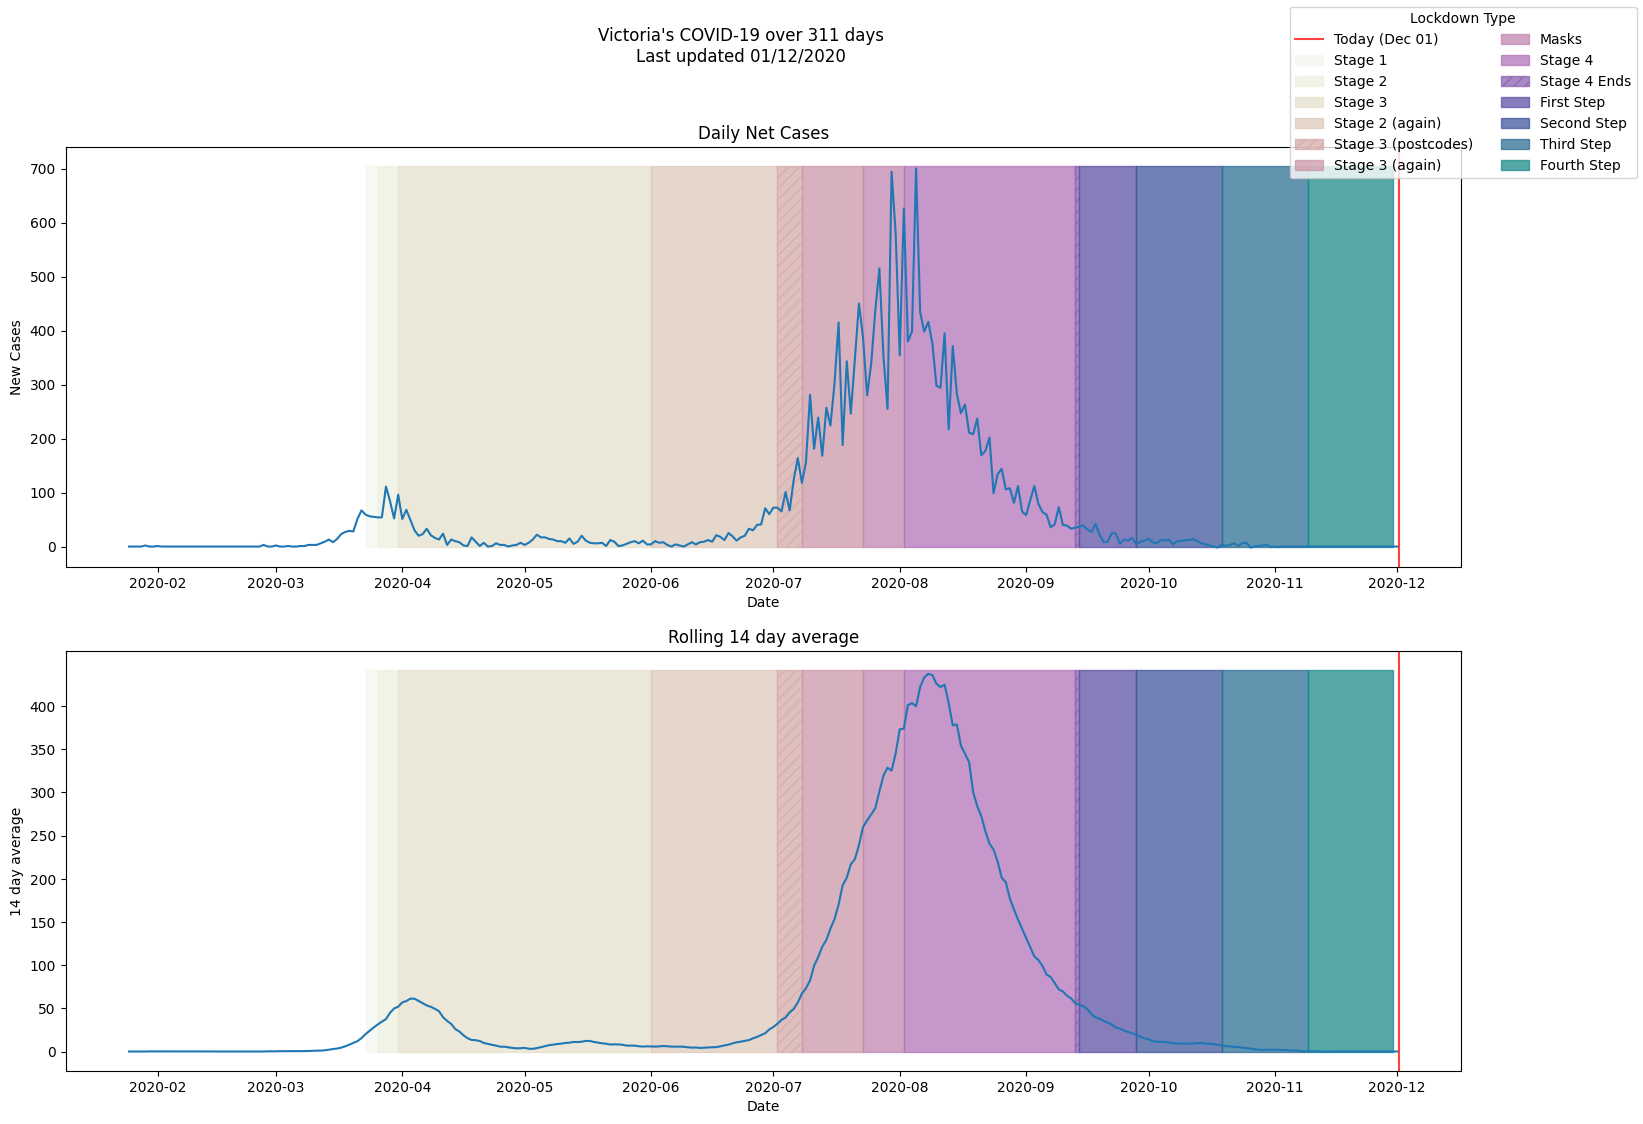 Victoria's COVID-19 over 311 days
Last updated 01/12/2020
Lockdown Type
Today (Dec 01)
Stage 1
Stage 2
Stage 3
Stage 2 (again)
Stage 3 (postcodes)
Stage 3 (again)
Masks
Stage 4
Stage 4 Ends
First Step
Second Step
Third Step
Fourth Step
Daily Net Cases
New Cases
700
600
500
400
300
200
100
0
2020-02 2020-03 2020-04 2020-05 2020-06 2020-07 2020-08 2020-09 2020-10 2020-11 2020-12
Date
Rolling 14 day average
14 day average
400
350
300
250
200
150
100
50
0
2020-02 2020-03 2020-04 2020-05 2020-06 2020-07 2020-08 2020-09 2020-10 2020-11 2020-12
Date